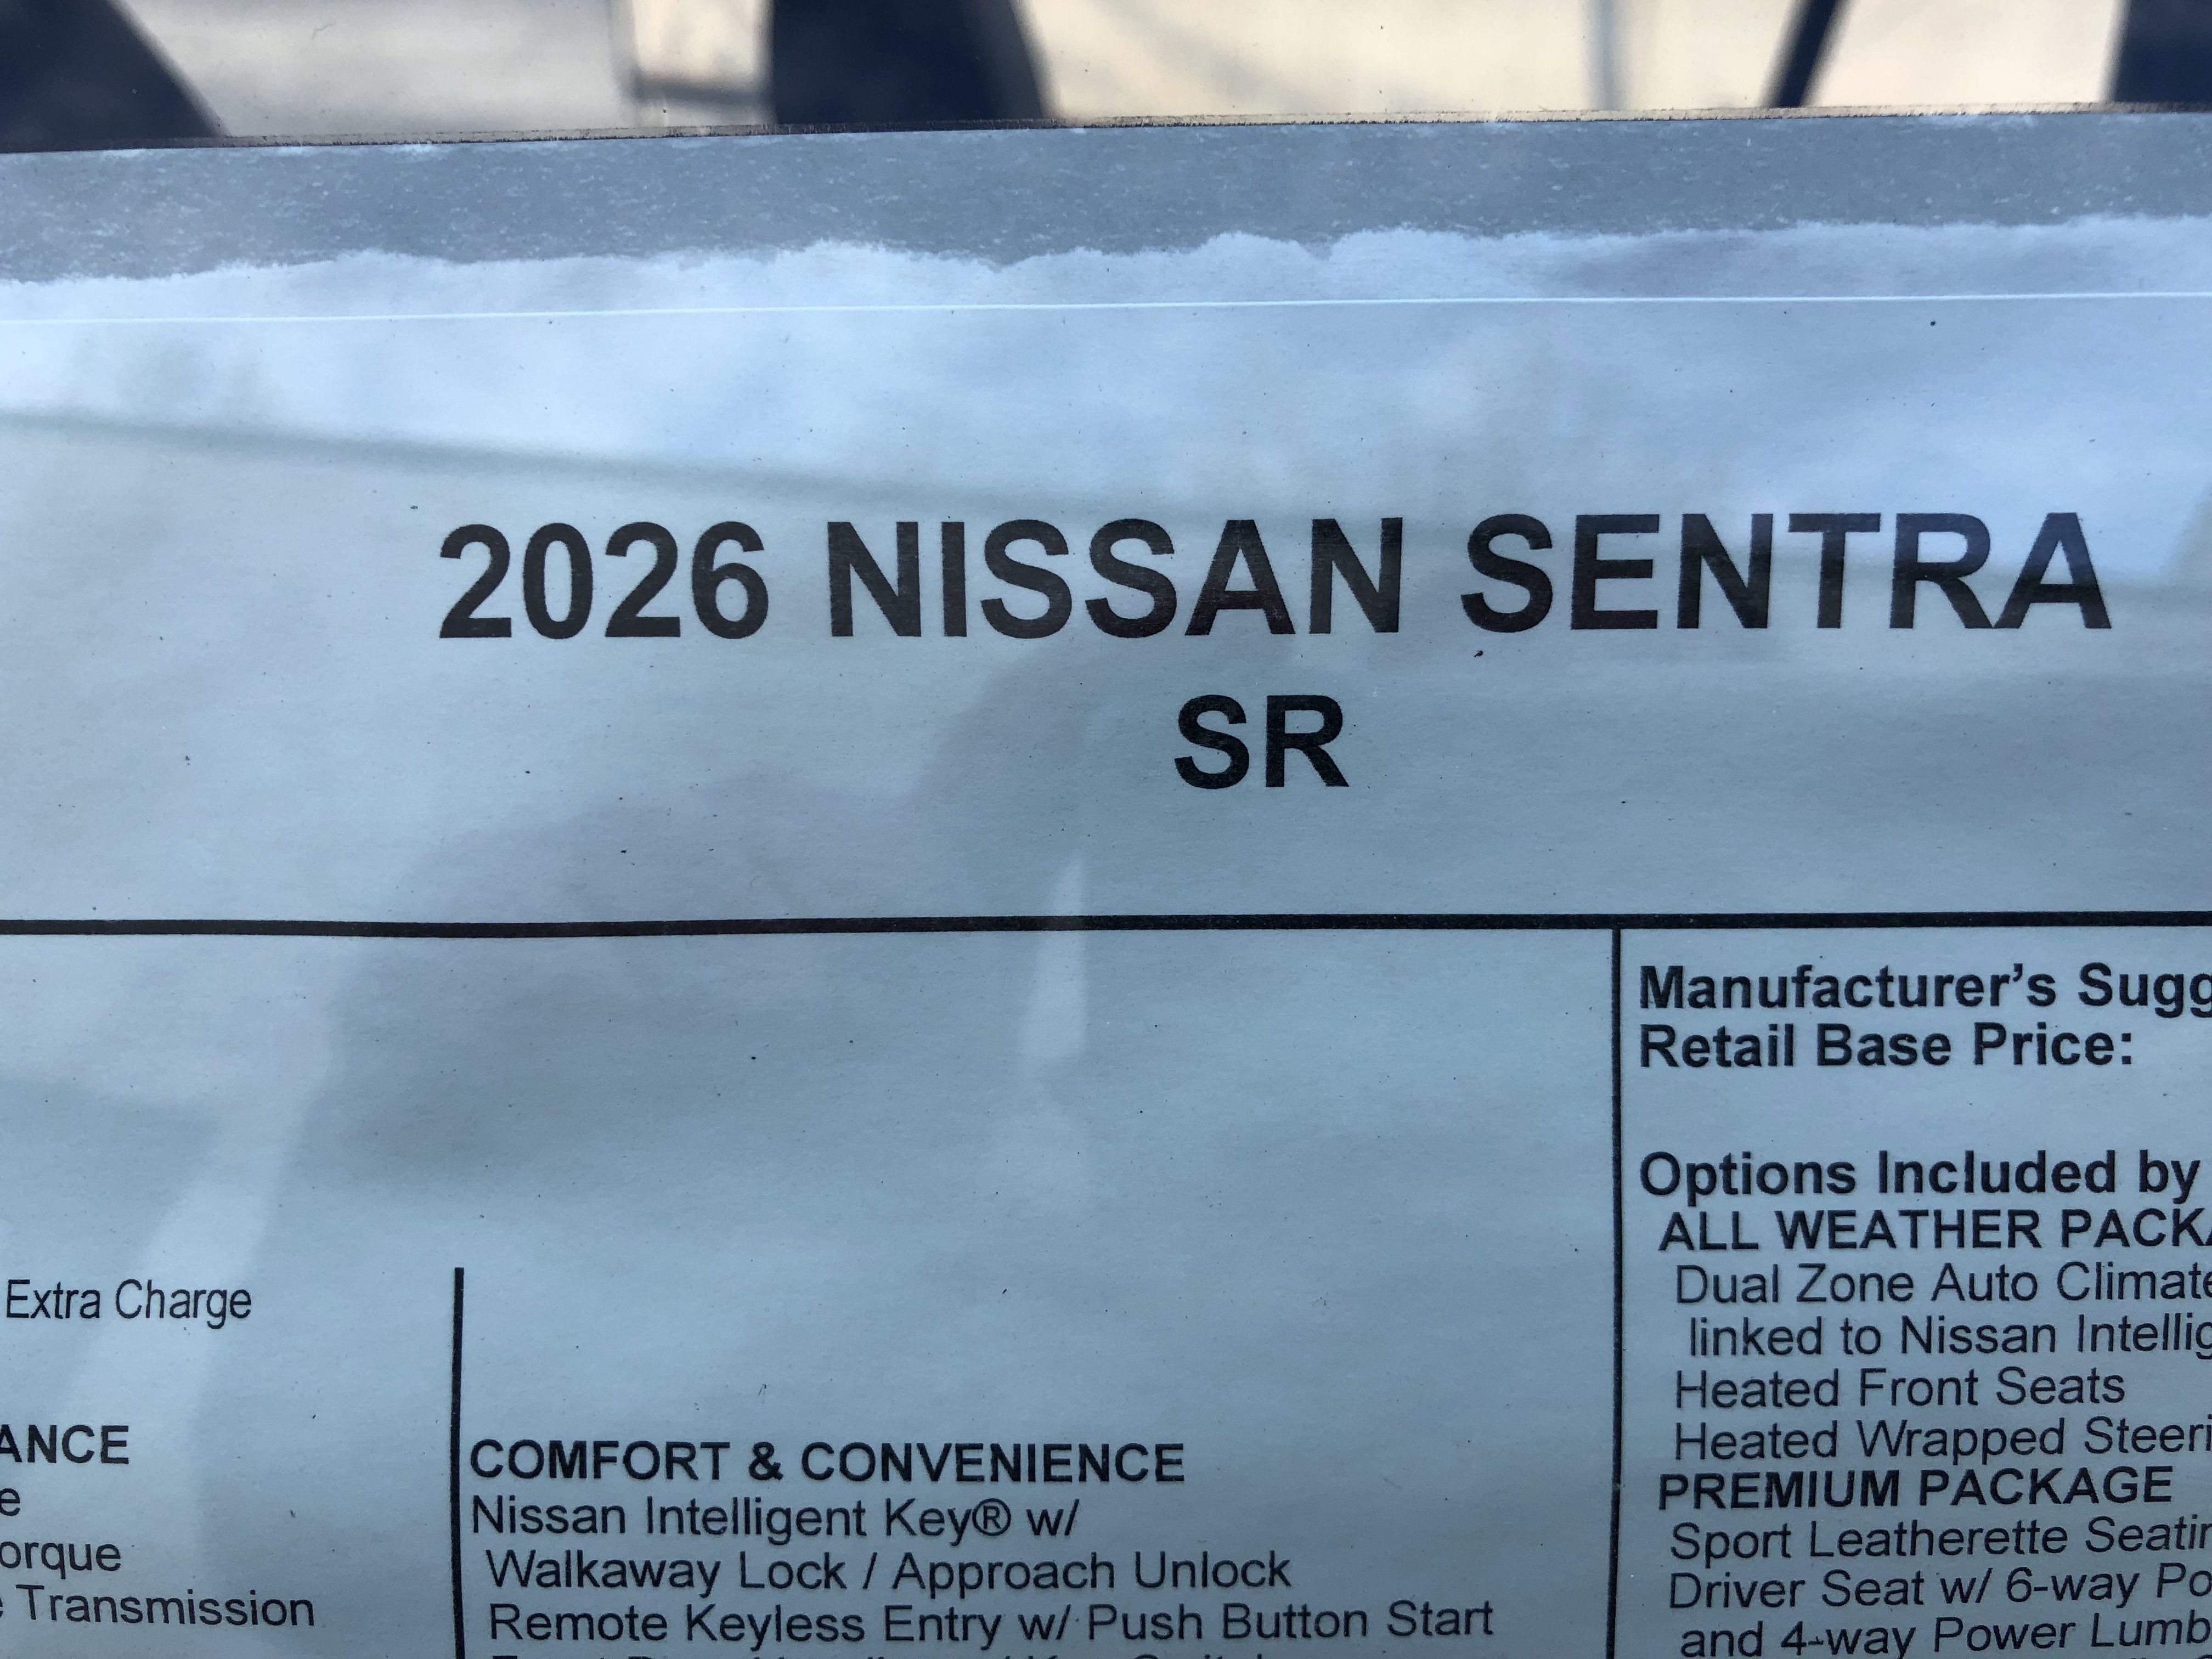 2026 NISSAN SENTRA
SR
Extra Charge
ANCE
e
orque
Transmission
COMFORT & CONVENIENCE
Nissan Intelligent Key® w/
Walkaway Lock / Approach Unlock
Remote Keyless Entry w/ Push Button Start
Manufacturer's Sugg
Retail Base Price:
Options Included by
ALL WEATHER PACKA
Dual Zone Auto Climate
linked to Nissan Intellig
Heated Front Seats
Heated Wrapped Steeri
PREMIUM PACKAGE
Sport Leatherette Seatin
Driver Seat w/ 6-way Po
and 4-way Power Lumb